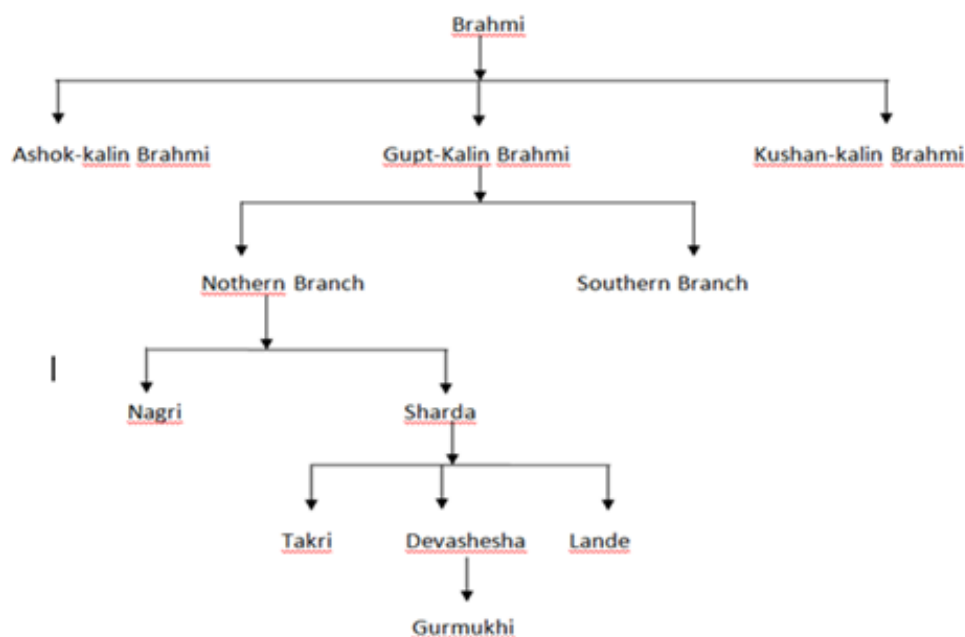 Brahmi
Ashok-kalin Brahmi Gupt-Kalin Brahmi Kushan-kalin Brahmi
Nothern Branch Southern Branch
Nagri Sharda
Takri Devashesha Lande
Gurmukhi